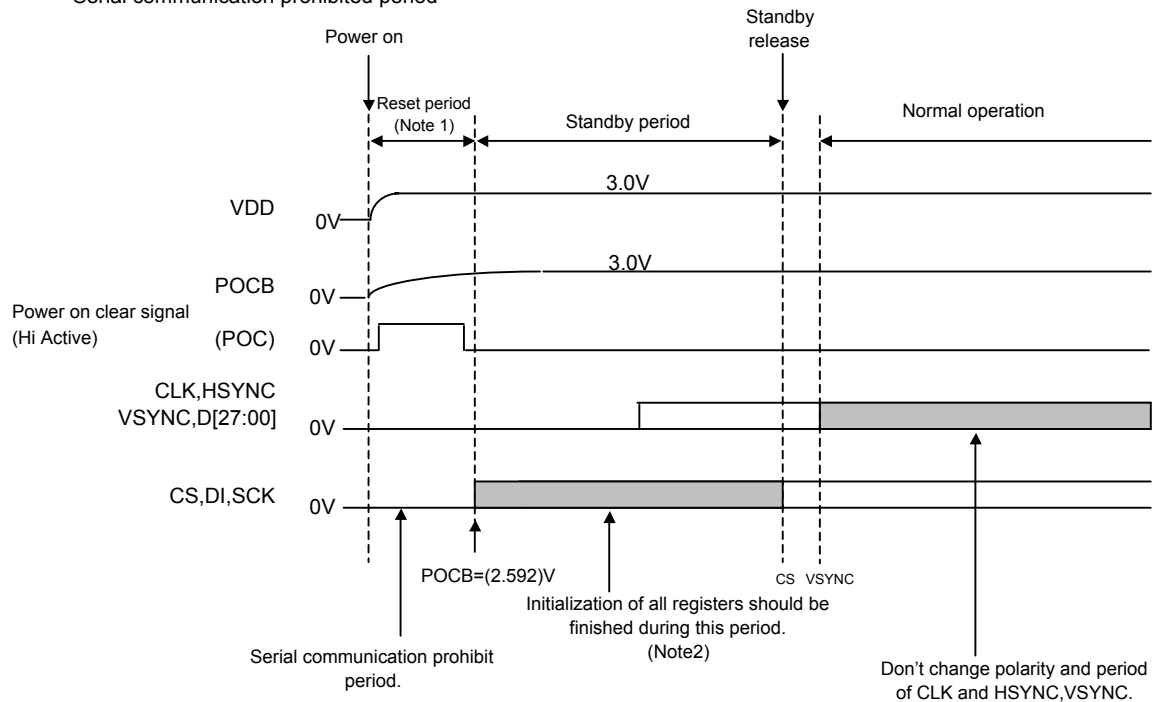 Serial communication prohibited period
Standby
release
Power on
Reset period
(Note 1)
Standby period
Normal operation
VDD
0V
3.0V
POCB
0V
3.0V
Power on clear signal
(Hi Active)
(POC)
0V
CLK,HSYNC
VSYNC,D[27:00]
0V
CS,DI,SCK
0V
POCB=(2.592)V
CS VSYNC
Initialization of all registers should be
finished during this period.
(Note2)
Serial communication prohibit
period.
Don't change polarity and period
of CLK and HSYNC,VSYNC.